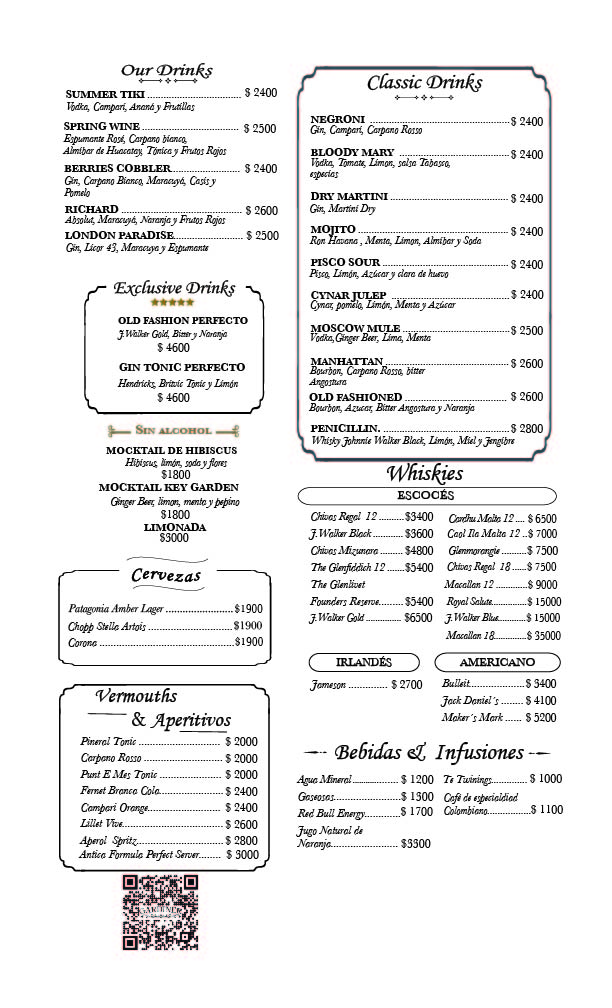 Our Drinks
SUMMER TIKI ............................. $ 2400
Vodka, Campari, Ananá y Frutillas
SPRING WINE ............................... $ 2500
Espumante Rosé, Carpano bianco,
Almibar de Huacatay, Tónica y Frutos Rojos
BERRIES COBBLER...................... $ 2400
Gin, Carpano Bianco, Maracuyá, Casis y
Pomelo
RICHARD ....................................... $ 2600
Absolut, Maracuyá, Naranja y Frutos Rojos
LONDON PARADISE..................... $ 2500
Gin, Licor 43, Maracuya y Espumante
Exclusive Drinks
OLD FASHION PERFECTO
J.Walker Gold, Bitter y Naranja
$ 4600
GIN TONIC PERFECTO
Hendricks, Britvic Tonic y Limón
$ 4600
SIN ALCOHOL
MOCKTAIL DE HIBISCUS
Hibiscus, limón, soda y flores
$1800
MOCKTAIL KEY GARDEN
Ginger Beer, limon, menta y pepino
$1800
LIMONADA
$3000
Cervezas
Patagonia Amber Lager ......................$1900
Chopp Stella Artois ............................$1900
Corona ................................................$1900
Vermouths
& Aperitivos
Pineral Tonic ......................... $ 2000
Carpano Rosso ........................ $ 2000
Punt E Mes Tonic .................. $ 2000
Fernet Branca Cola.................. $ 2400
Campari Orange...................... $ 2400
Lillet Vive............................... $ 2600
Aperol Spritz......................... $ 2800
Antica Formula Perfect Server....... $ 3000
Classic Drinks
NEGRONI ..........................................$ 2400
Gin, Campari, Carpano Rosso
BLOODY MARY .................................$ 2400
Vodka, Tomate, Limon, salsa Tabasco,
especias
DRY MARTINI ................................... $ 2400
Gin, Martini Dry
MOJITO .............................................. $ 2400
Ron Havana , Menta, Limon, Almibar y Soda
PISCO SOUR ....................................... $ 2400
Pisco, Limón, Azúcar y clara de huevo
CYNAR JULEP .................................... $ 2400
Cynar, pomelo, Limón, Menta y Azúcar
MOSCOW MULE ................................ $ 2500
Vodka,Ginger Beer, Lima, Menta
MANHATTAN .................................... $ 2600
Bourbon, Carpano Rosso, bitter
Angostura
OLD FASHIONED .............................. $ 2600
Bourbon, Azucar, Bitter Angostura y Naranja
PENICILLIN. ...................................... $ 2800
Whisky Johnnie Walker Black, Limón, Miel y Jengibre
Whiskies
ESCOCÉS
Chivas Regal 12 .........$3400
J.Walker Black ............$3600
Chivas Mizunara .........$4800
The Glenfiddich 12 ......$5400
The Glenlivet
Founders Reserve.........$5400
J.Walker Gold ............. $6500
Cardhu Malta 12 .... $ 6500
Caol Ila Malta 12 ..$ 7000
Glenmorangie ........$ 7500
Chivas Regal 18 .....$ 7500
Macallan 12 ...........$ 9000
Royal Salute............$ 15000
J.Walker Blue..........$ 15000
Macallan 18............$ 35000
IRLANDÉS
Jameson ............... $ 2700
AMERICANO
Bulleit.....................$ 3400
Jack Daniel´s ......... $ 4100
Maker´s Mark ...... $ 5200
Bebidas & Infusiones
Agua Mineral................. $ 1200
Gaseosas.......................$ 1300
Red Bull Energy............$ 1700
Jugo Natural de
Naranja.......................$3300
Te Twinings............. $ 1000
Café de especialidiad
Colombiano................$ 1100